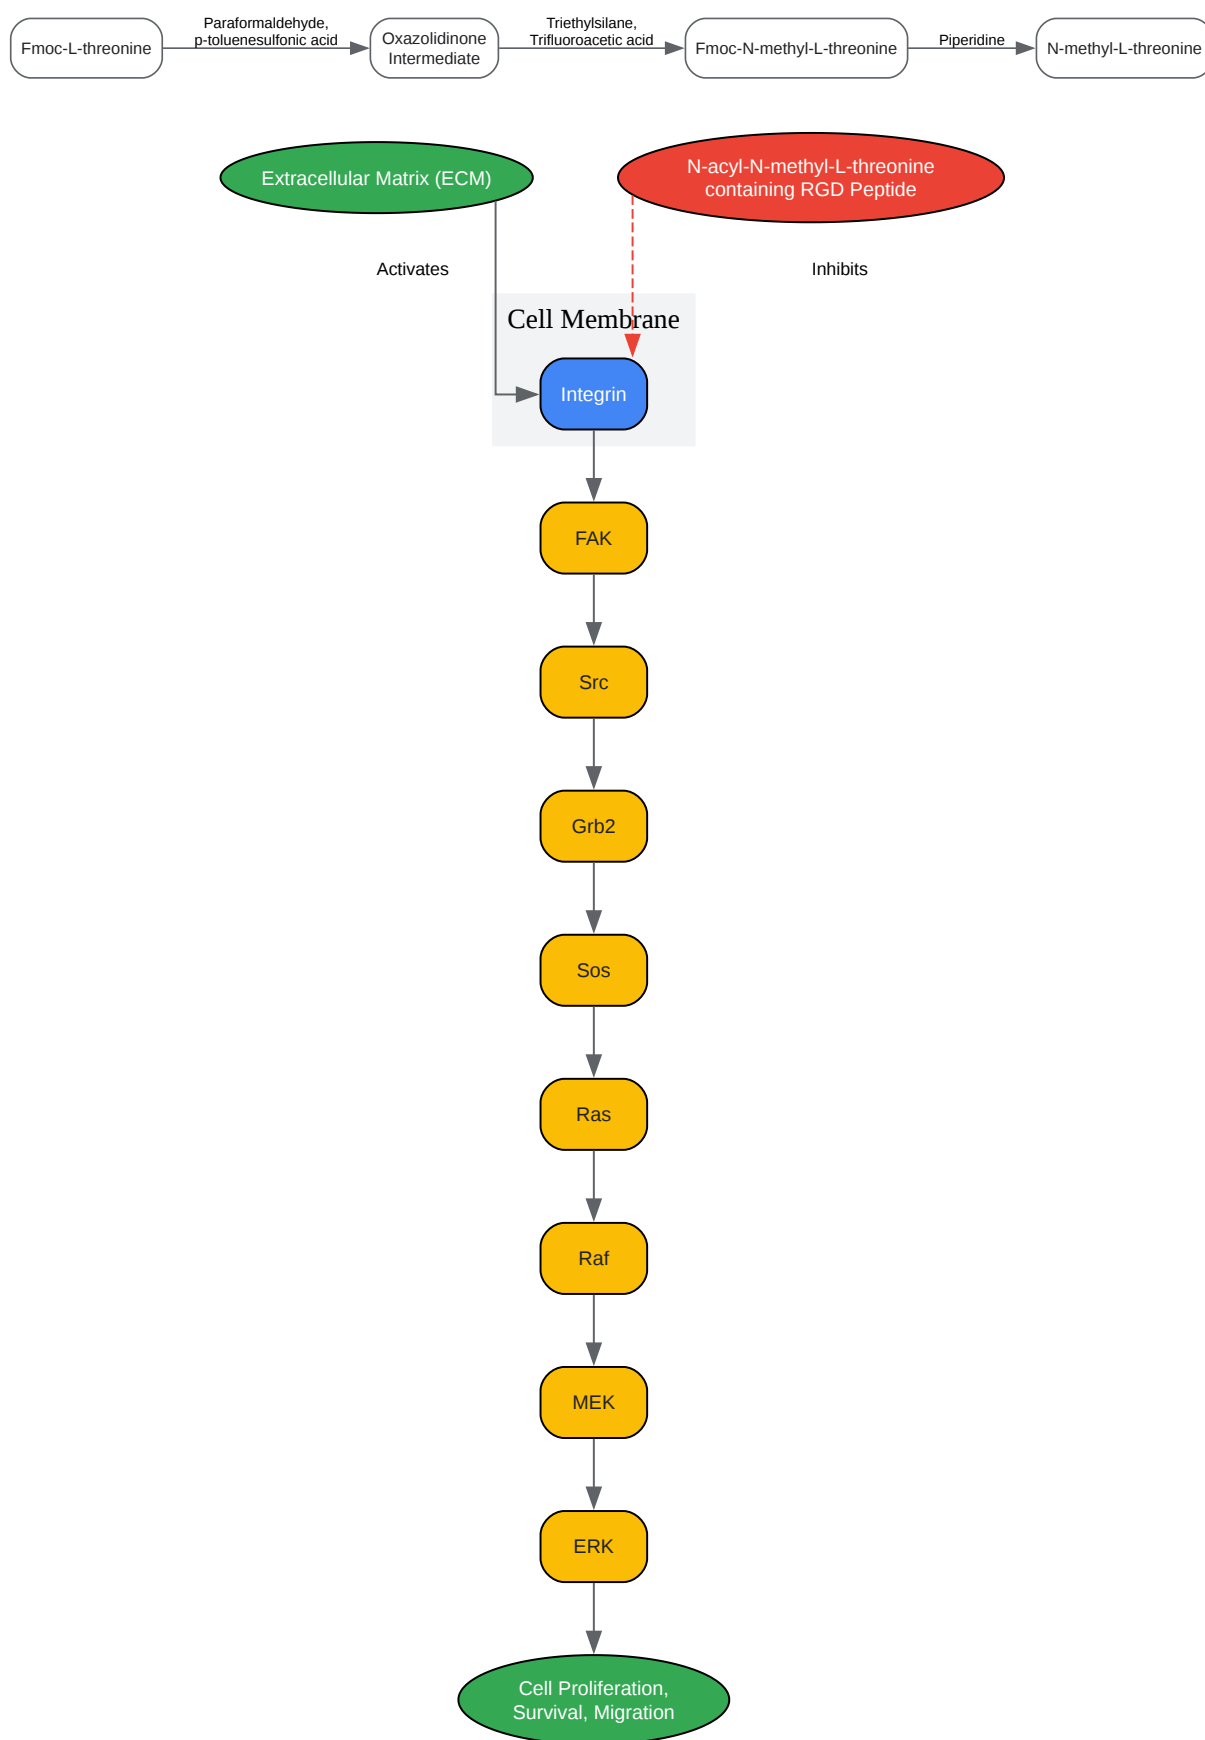 Fmoc-L-threonine
Paraformaldehyde,
p-toluenesulfonic acid
Oxazolidinone
Intermediate
Triethylsilane,
Trifluoroacetic acid
Fmoc-N-methyl-L-threonine
Piperidine
N-methyl-L-threonine
Extracellular Matrix (ECM)
N-acyl-N-methyl-L-threonine
containing RGD Peptide
Activates
Inhibits
Cell Membrane
Integrin
FAK
Src
Grb2
Sos
Ras
Raf
MEK
ERK
Cell Proliferation,
Survival, Migration